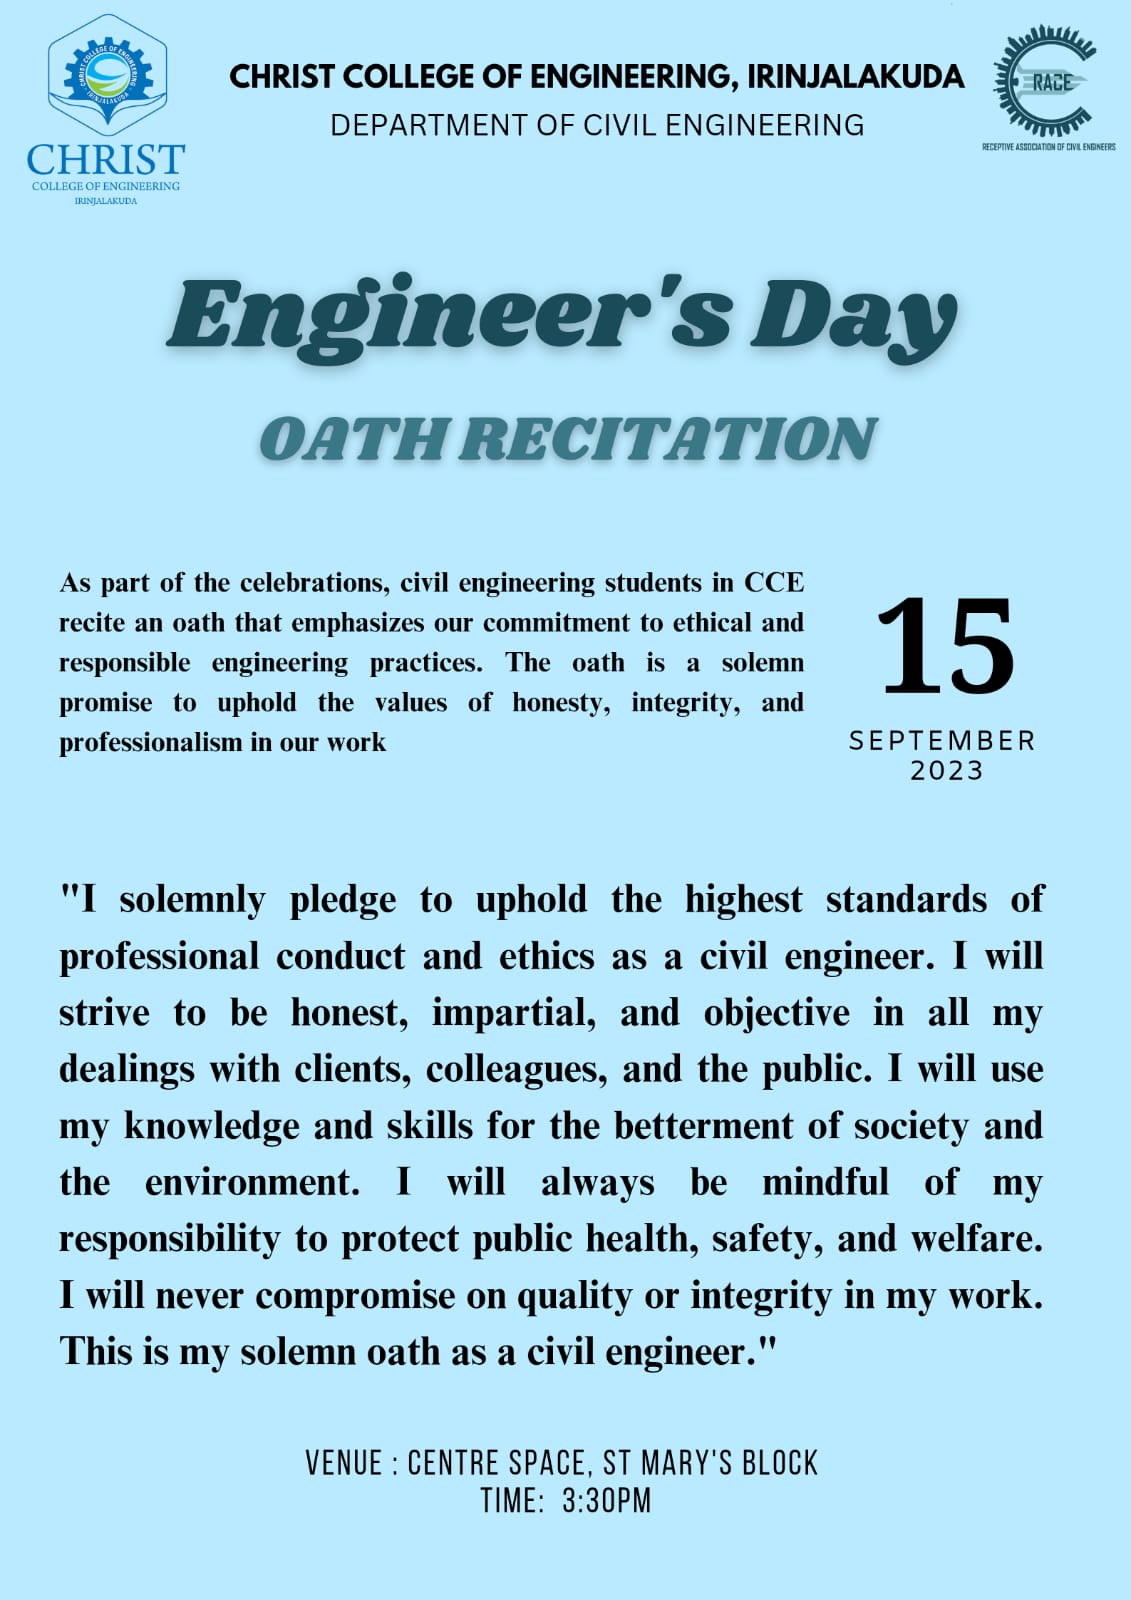 CHRIST COLLEGE OF ENGINEERING
IRINJALAKUDA
CHRIST
COLLEGE OF ENGINEERING
IRINJALAKUDA
CHRIST COLLEGE OF ENGINEERING, IRINJALAKUDA
DEPARTMENT OF CIVIL ENGINEERING
RACE
RECEPTIVE ASSOCIATION OF CIVIL ENGINEERS
Engineer's Day
OATH RECITATION
As part of the celebrations, civil engineering students in CCE
recite an oath that emphasizes our commitment to ethical and
responsible engineering practices. The oath is a solemn
promise to uphold the values of honesty, integrity, and
professionalism in our work
15
SEPTEMBER
2023
"I solemnly pledge to uphold the highest standards of
professional conduct and ethics as a civil engineer. I will
strive to be honest, impartial, and objective in all my
dealings with clients, colleagues, and the public. I will use
my knowledge and skills for the betterment of society and
the environment. I will always be mindful of my
responsibility to protect public health, safety, and welfare.
I will never compromise on quality or integrity in my work.
This is my solemn oath as a civil engineer."
VENUE : CENTRE SPACE, ST MARY'S BLOCK
TIME: 3:30PM